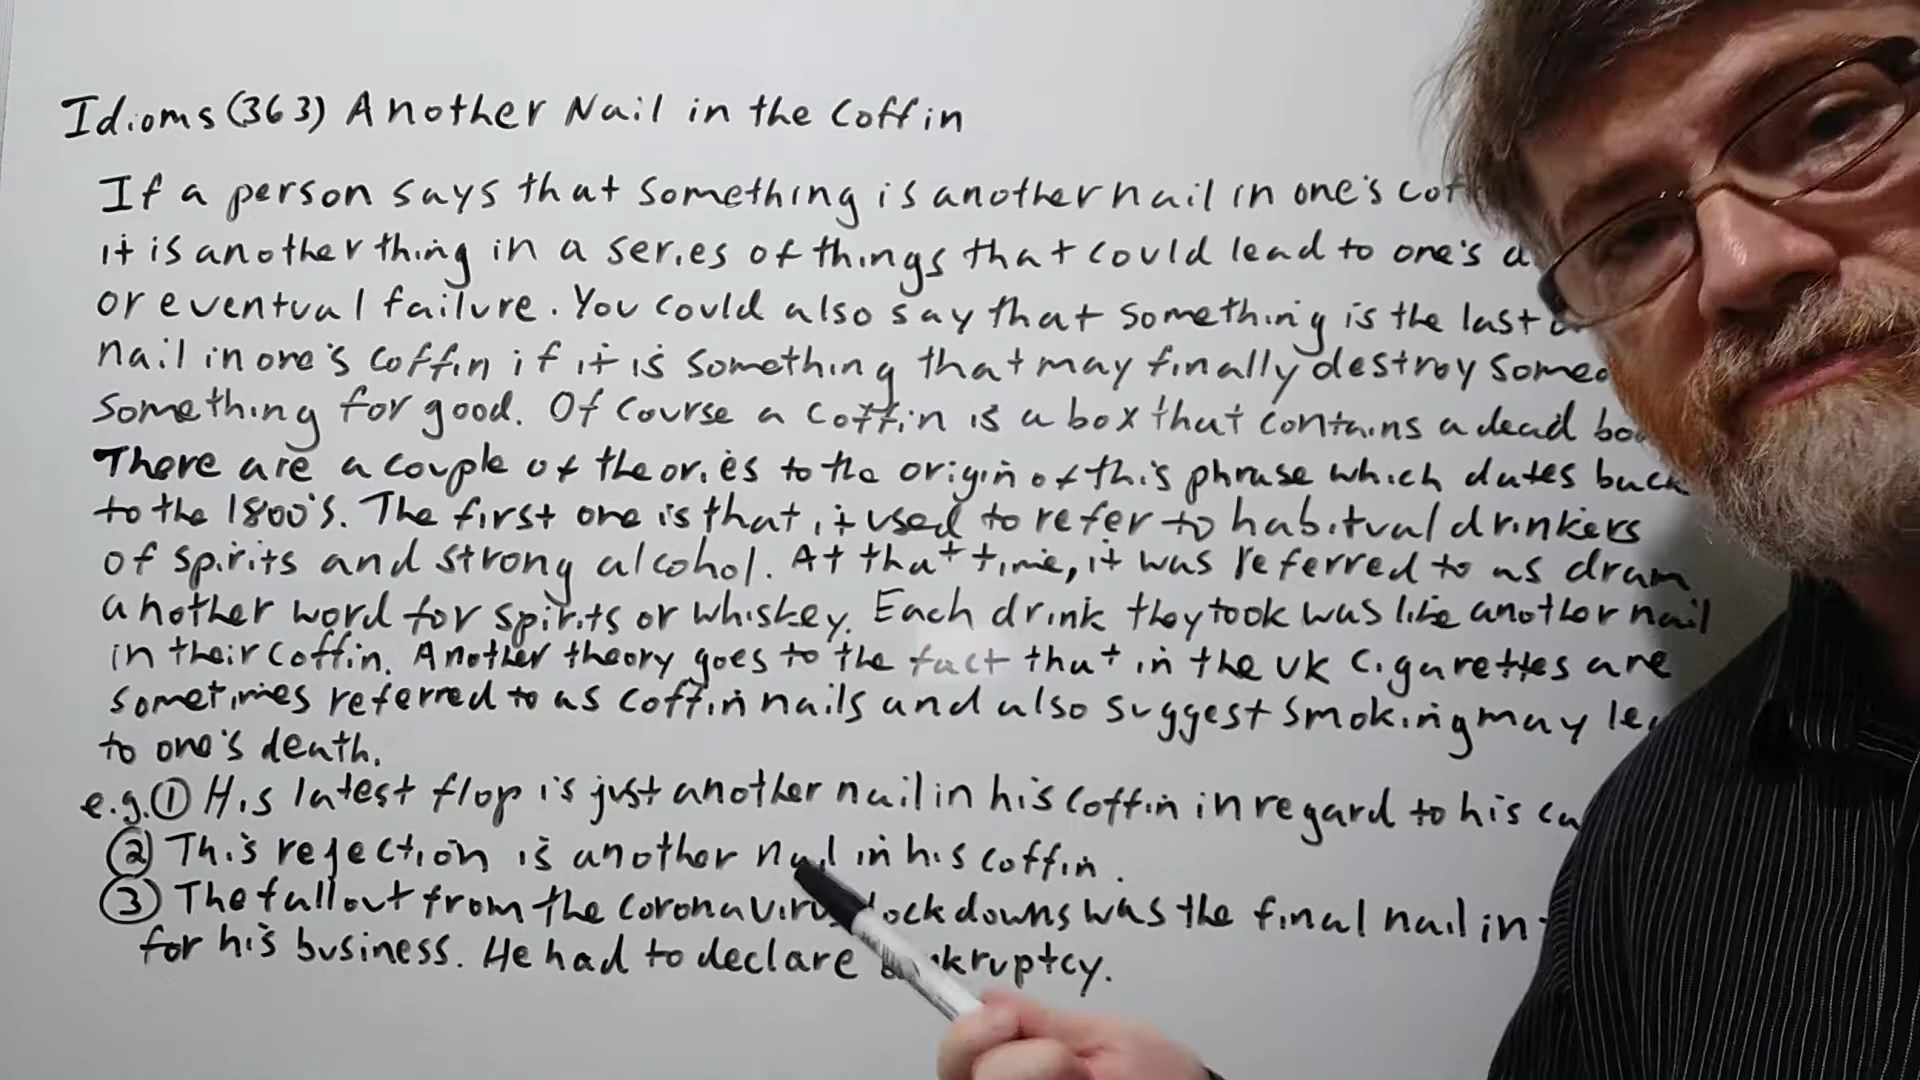 Idioms (363) Another Nail in the Coffin
If a person says that something is another nail in one's
it is another thing in a series of things that could lead to one's
or eventual failure. You could also say that something is the last
nail in one's coffin if it is something that may finally destroy
something for good. Of course a coffin is a box that contains a dead
There are a couple of theories to the origin of this phrase which dates back
to the 1800's. The first one is that it used to refer to habitual drinkers
of spirits and strong alcohol. At that time, it was referred to as dram
another word for spirits or whiskey. Each drink they took was like another nail
in their coffin. Another theory goes to the fact that in the UK cigarettes are
sometimes referred to as coffin nails and also suggest smoking may
to one's death.
e.g. ① His latest flop is just another nail in his coffin in regard to his
② This rejection is another nail in his coffin.
③ The fallout from the coronavirus lockdowns was the final nail in
for his business. He had to declare bankruptcy.